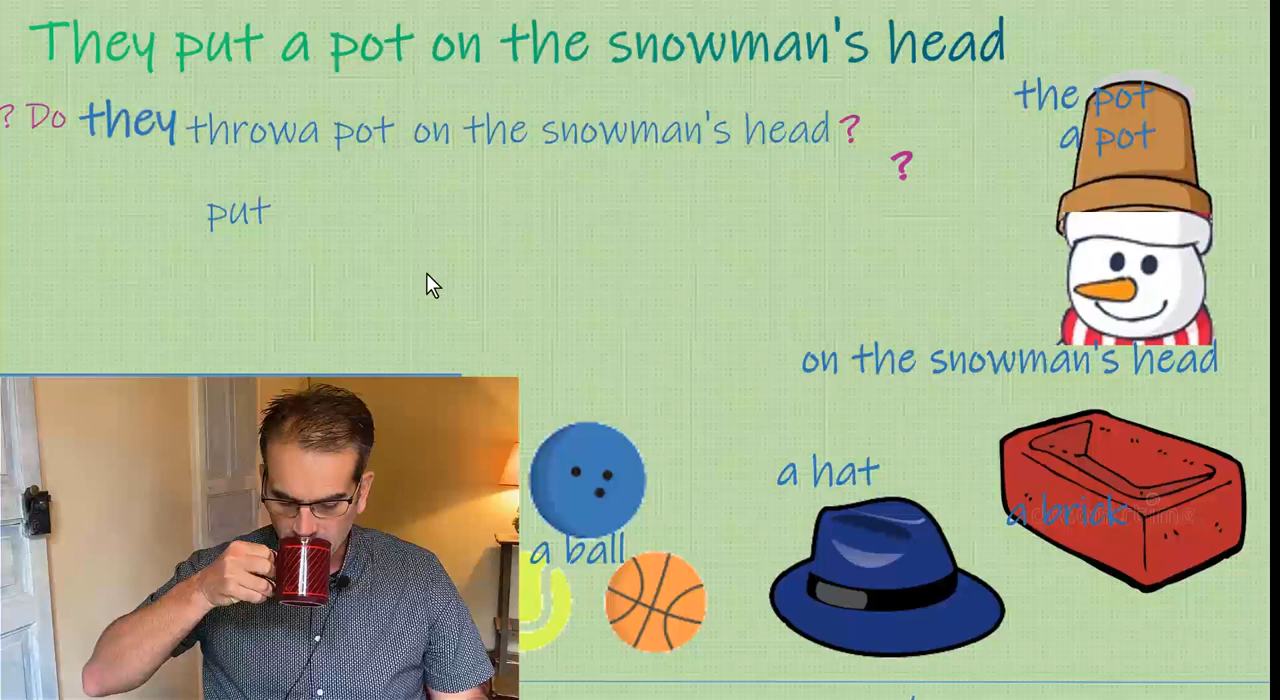 They put a pot on the snowman's head
? Do they throwa pot on the snowman's head ?
?
put
the pot
a pot
on the snowman's head
a hat
a brick
a ball